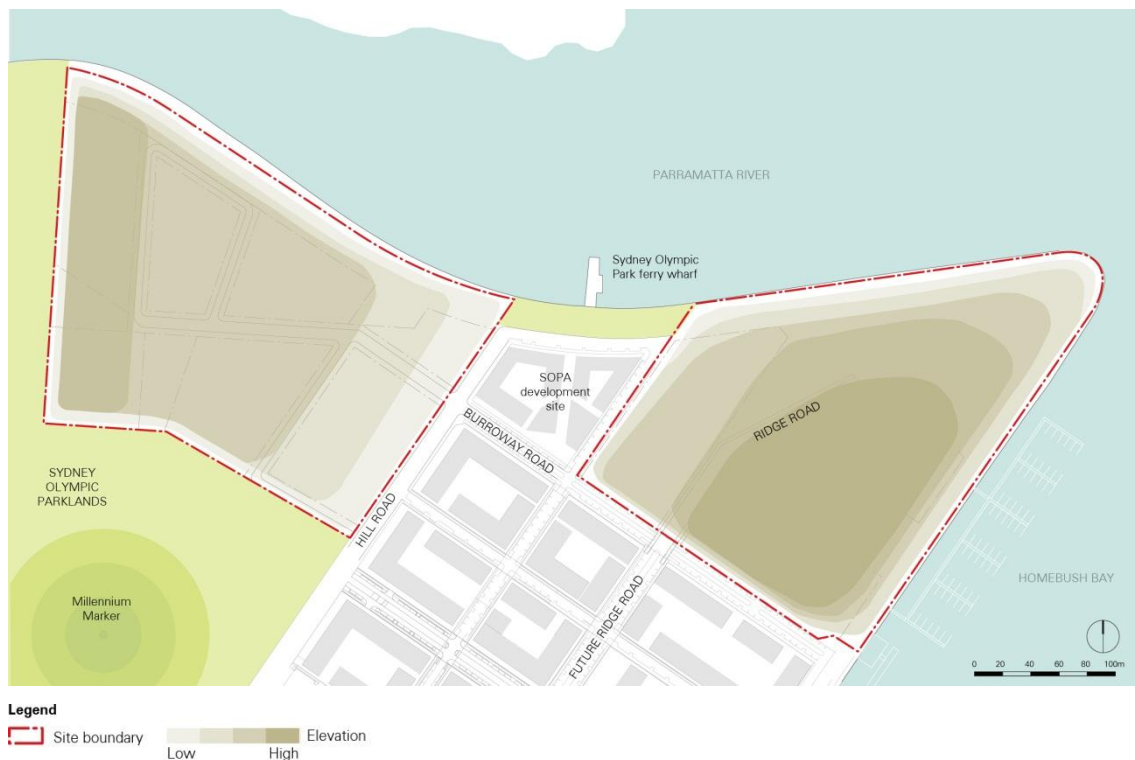 PARRAMATTA RIVER
Sydney Olympic
Park ferry wharf
SOPA
development
site
RIDGE ROAD
BURROWAY ROAD
SYDNEY
OLYMPIC
PARKLANDS
HILL ROAD
HOMEBUSH BAY
Millennium
Marker
FUTURE RIDGE ROAD
0 20 40 60 80 100m
Legend
Site boundary
Elevation
Low High